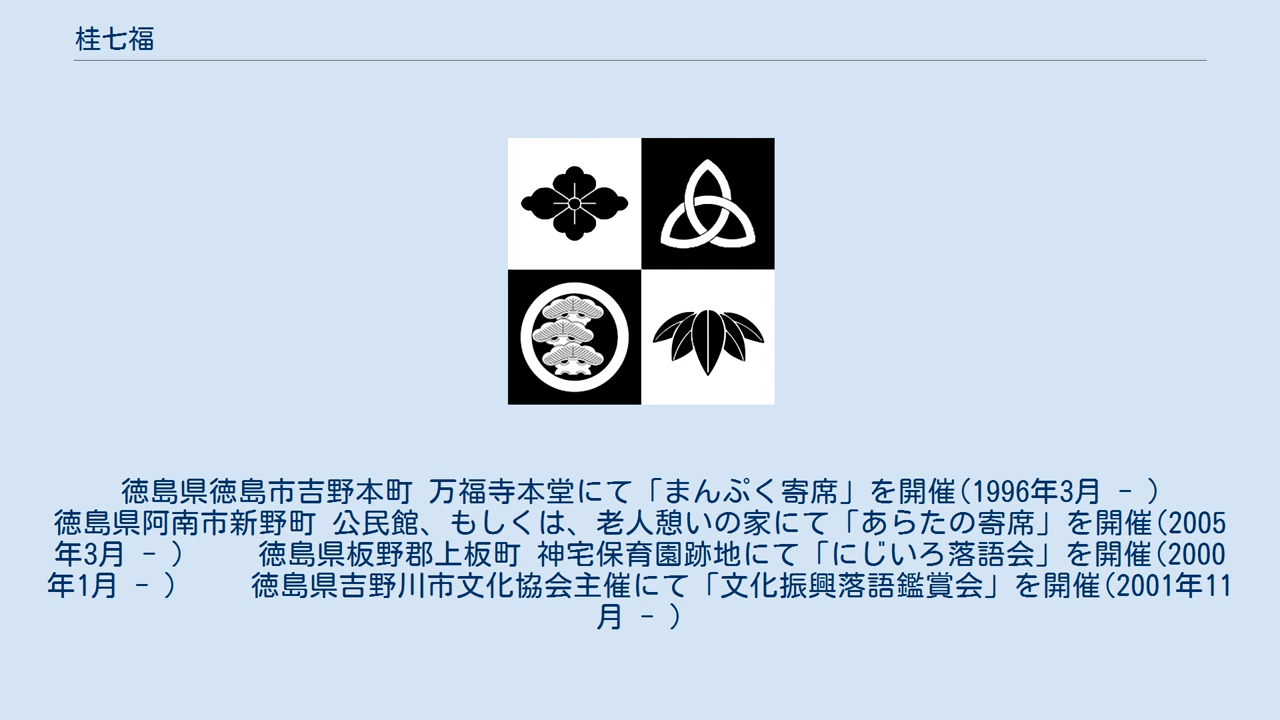 桂七福
徳島県徳島市吉野本町 万福寺本堂にて「まんぷく寄席」を開催(1996年3月 - )
徳島県阿南市新野町 公民館、もしくは、老人憩いの家にて「あらたの寄席」を開催(2005
年3月 - ) 徳島県板野郡上板町 神宅保育園跡地にて「にじいろ落語会」を開催(2000
年1月 - ) 徳島県吉野川市文化協会主催にて「文化振興落語鑑賞会」を開催(2001年11
月 - )